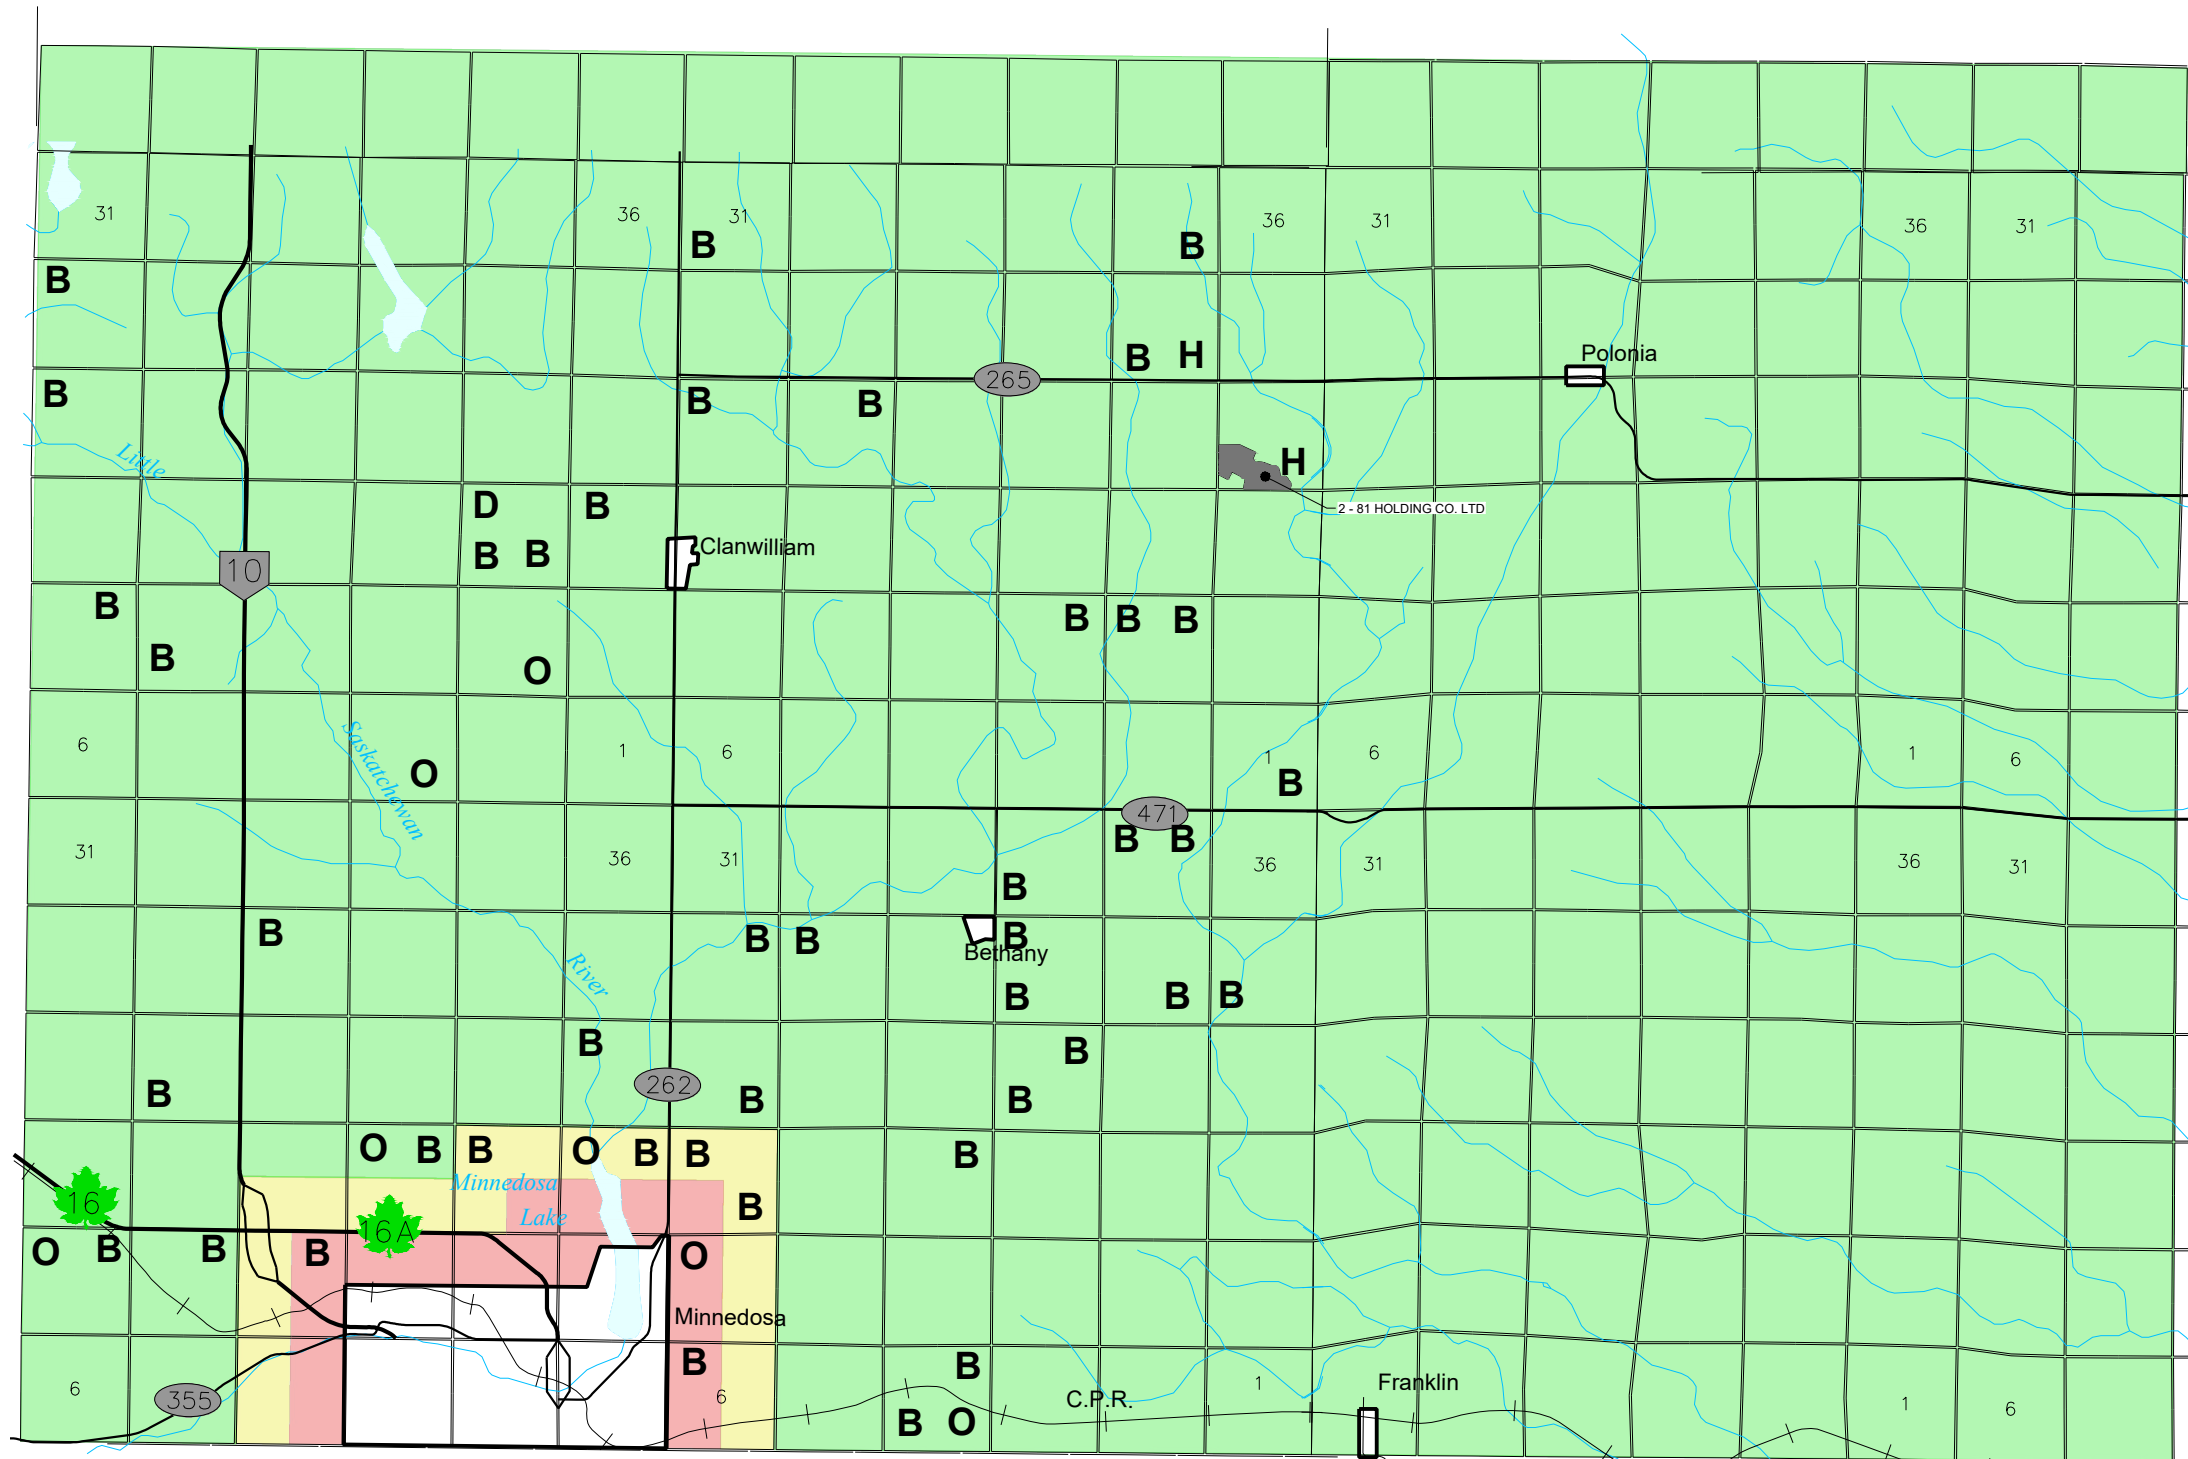 31
36
31
36
31
36
31
B
B
B
Polonia
B
H
265
B
B
B
Little
H
2 - 81 HOLDING CO. LTD
D
B
B
B
Clanwilliam
10
B
B
B
B
B
O
6
Saskatchewan
1
6
1
6
1
6
O
B
471
B
B
31
36
31
36
31
36
31
B
B
River
B
B
B
Bethany
B
B
B
B
B
262
B
B
B
O
B
B
O
B
B
B
Minnedosa
Lake
16
16A
B
O
B
B
B
O
Minnedosa
B
B
6
355
6
C.P.R.
1
Franklin
1
6
B
O